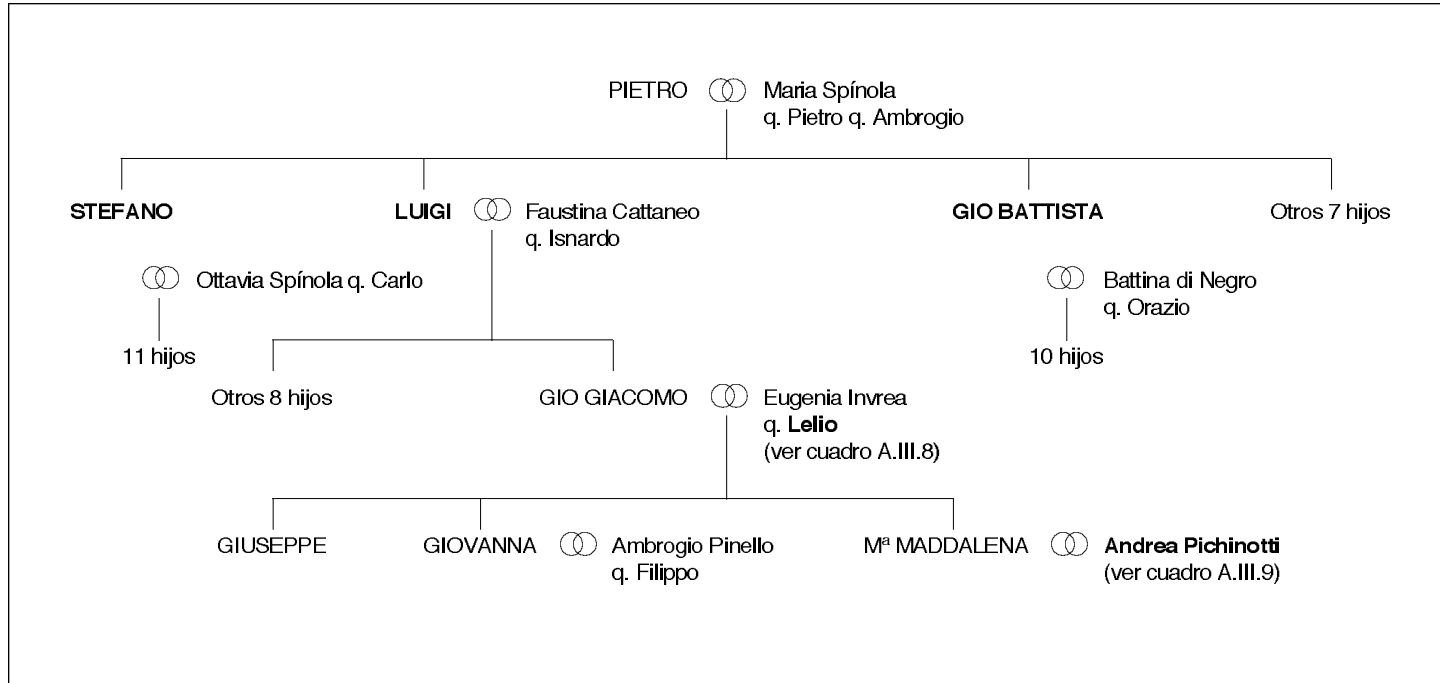 PIETRO Maria Spínola
q. Pietro q. Ambrogio
STEFANO LUIGI Faustina Cattaneo GIO BATTISTA Otros 7 hijos
q. Isnardo
Ottavia Spínola q. Carlo Battina di Negro
q. Orazio
11 hijos 10 hijos
Otros 8 hijos GIO GIACOMO Eugenia Invrea
q. Lelio
(ver cuadro A.III.8)
GIUSEPPE GIOVANNA Ambrogio Pinello Mª MADDALENA Andrea Pichinotti
q. Filippo (ver cuadro A.III.9)